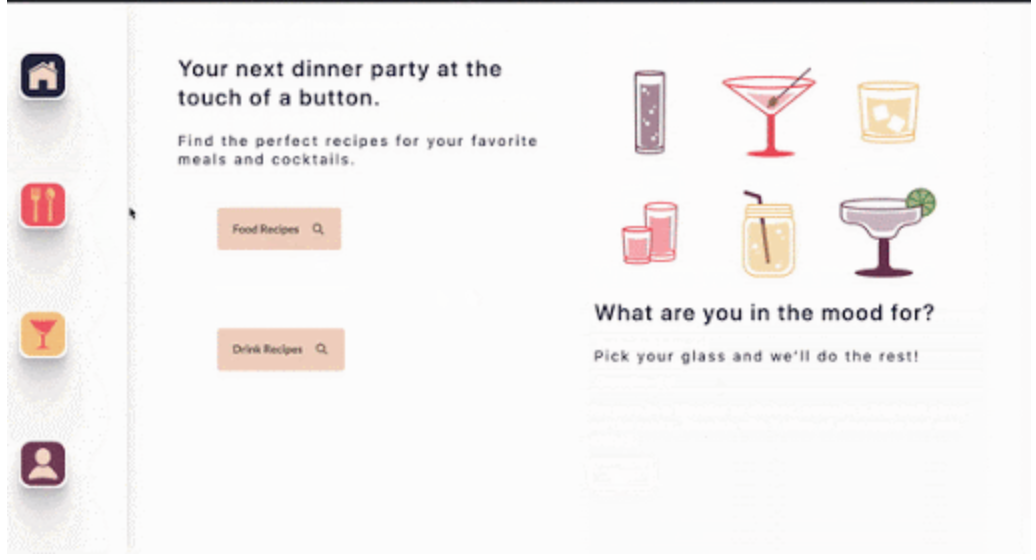 Your next dinner party at the
touch of a button.
Find the perfect recipes for your favorite
meals and cocktails.
Food Recipes
Drink Recipes
What are you in the mood for?
Pick your glass and we'll do the rest!